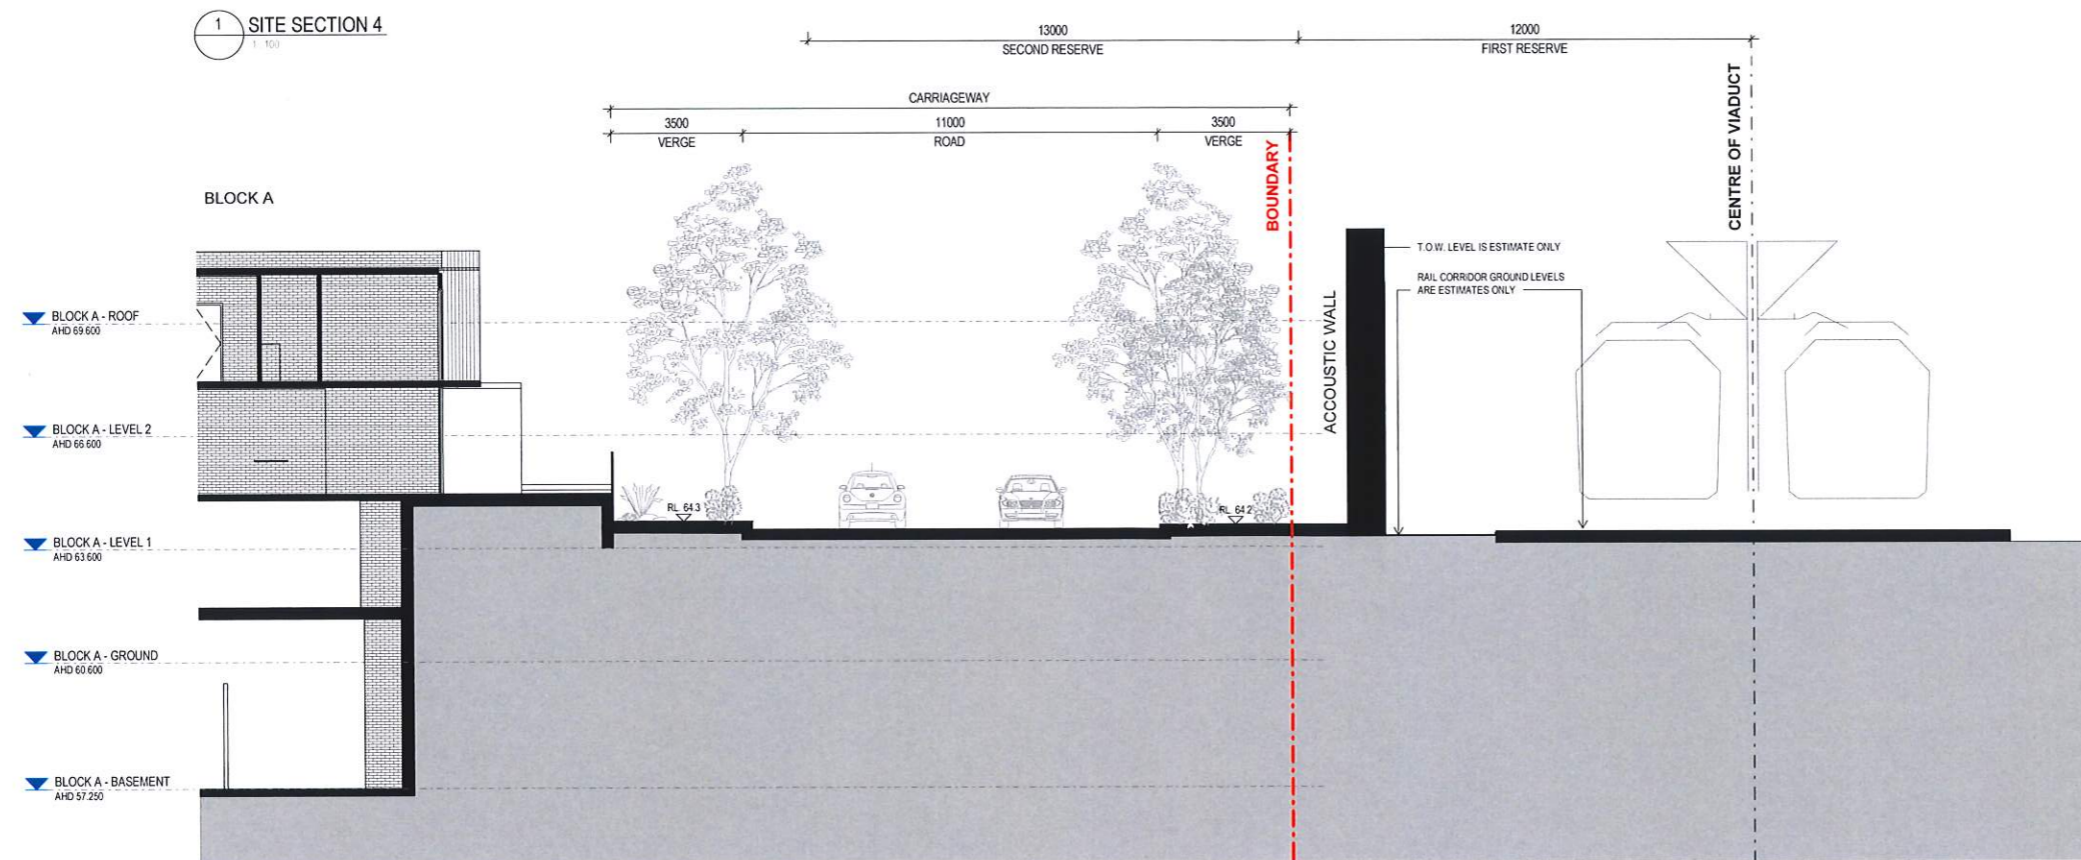 1
SITE SECTION 4
1 : 100
13000
SECOND RESERVE
12000
FIRST RESERVE
CARRIAGEWAY
3500
VERGE
11000
ROAD
3500
VERGE
BOUNDARY
CENTRE OF VIADUCT
BLOCK A
ACCOUSTIC WALL
T.O.W. LEVEL IS ESTIMATE ONLY
RAIL CORRIDOR GROUND LEVELS
ARE ESTIMATES ONLY
BLOCK A - ROOF
AHD 69.600
BLOCK A - LEVEL 2
AHD 66.600
RL 64.3
RL 64.2
BLOCK A - LEVEL 1
AHD 63.600
BLOCK A - GROUND
AHD 60.600
BLOCK A - BASEMENT
AHD 57.250